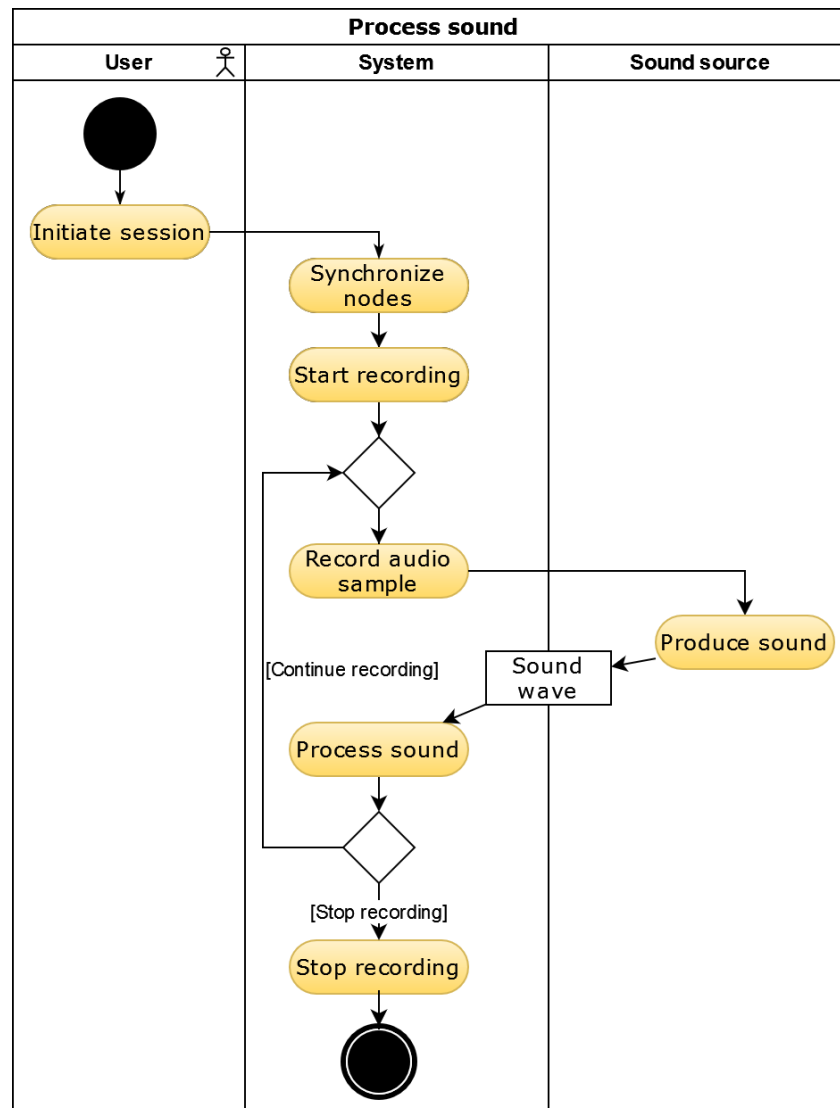 Process sound
User
System
Sound source
Initiate session
Synchronize
nodes
Start recording
Record audio
sample
Produce sound
[Continue recording]
Sound
wave
Process sound
[Stop recording]
Stop recording